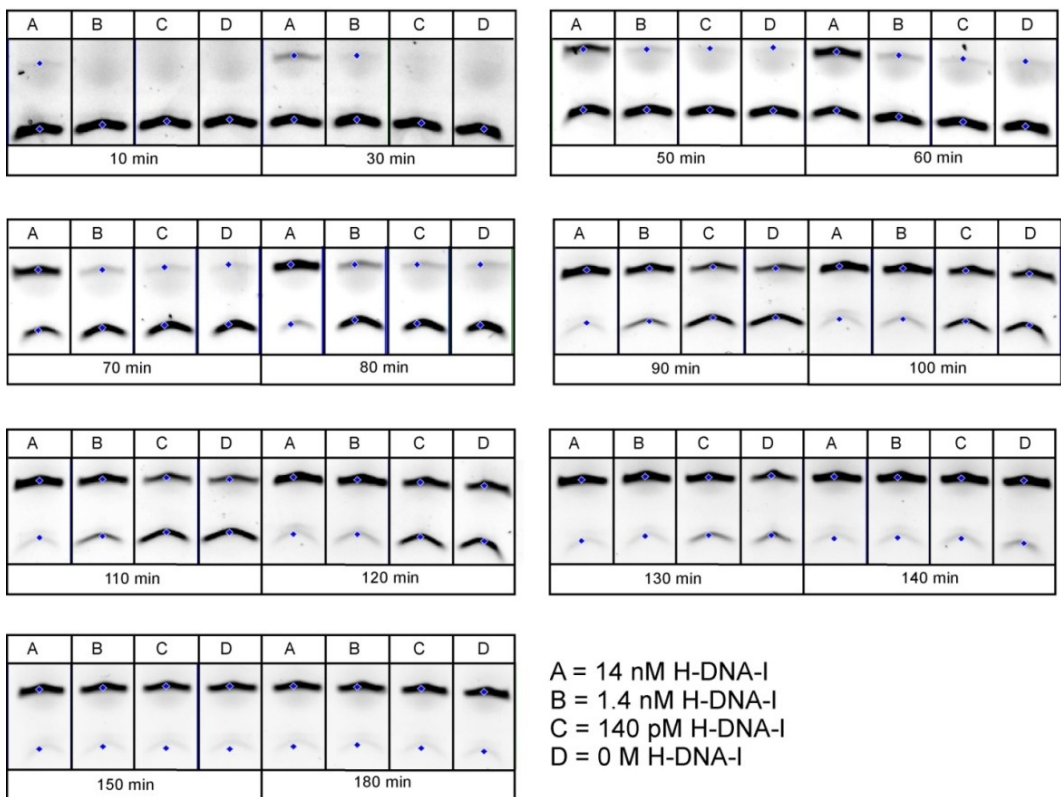 A B C D A B C D
10 min 30 min
A B C D A B C D
50 min 60 min
A B C D A B C D
70 min 80 min
A B C D A B C D
90 min 100 min
A B C D A B C D
110 min 120 min
A B C D A B C D
130 min 140 min
A B C D A B C D
150 min 180 min
A = 14 nM H-DNA-I
B = 1.4 nM H-DNA-I
C = 140 pM H-DNA-I
D = 0 M H-DNA-I